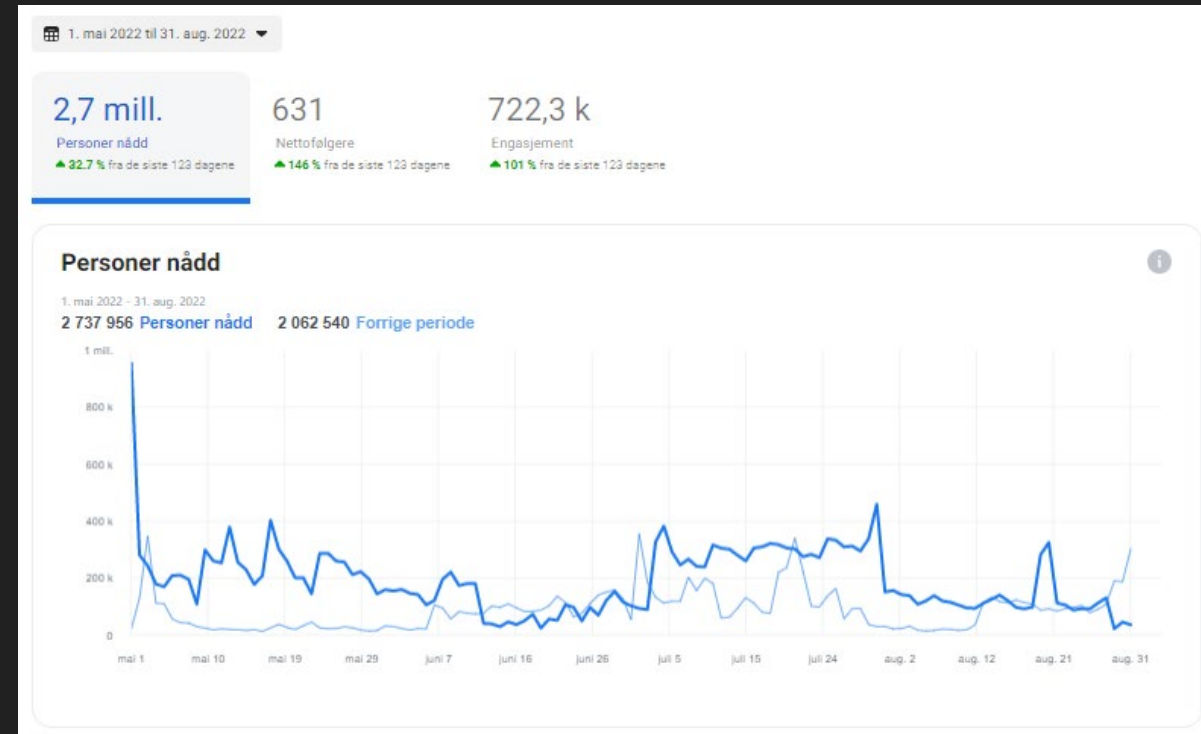 1. mai 2022 til 31. aug. 2022
2,7 mill.
Personer nådd
32.7 % fra de siste 123 dagene
631
Nettofølgere
146 % fra de siste 123 dagene
722,3 k
Engasjement
101 % fra de siste 123 dagene
Personer nådd
1. mai 2022 - 31. aug. 2022
2 737 956 Personer nådd 2 062 540 Forrige periode
1 mill.
800 k
600 k
400 k
200 k
0
mai 1 mai 10 mai 19 mai 29 juni 7 juni 16 juni 26 juli 5 juli 15 juli 24 aug. 2 aug. 12 aug. 21 aug. 31